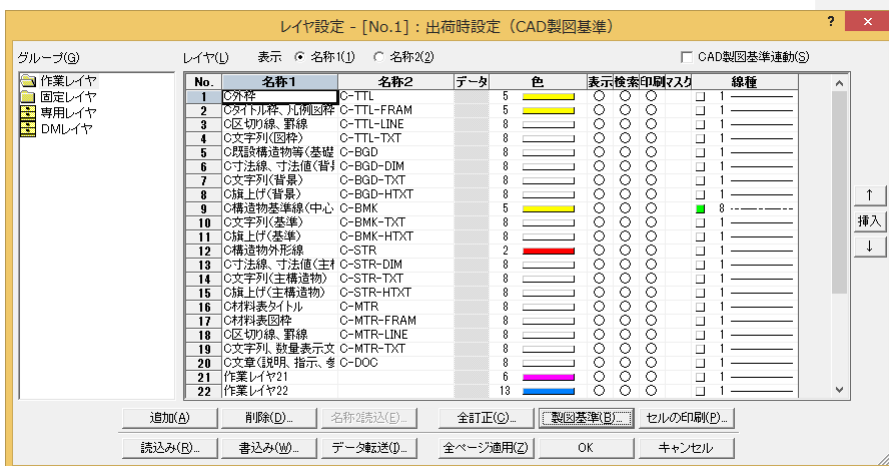 レイヤ設定 - [No.1]:出荷時設定（CAD製図基準） ? ×
グループ(G) レイヤ(L) 表示 名称1(1) 名称2(2) CAD製図基準連動(S)
作業レイヤ
固定レイヤ
専用レイヤ
DMレイヤ
No. 名称1 名称2 データ 色 表示 検索 印刷 マスク 線種
1 C外枠 C-TTL 5 1
2 Cタイトル枠、凡例図枠 C-TTL-FRAM 5 1
3 C区切り線、罫線 C-TTL-LINE 8 1
4 C文字列(図枠) C-TTL-TXT 8 1
5 C既設構造物等(基礎 C-BGD 8 1
6 C寸法線、寸法値(背 C-BGD-DIM 8 1
7 C文字列(背景) C-BGD-TXT 8 1
8 C旗上げ(背景) C-BGD-HTXT 8 1
9 C構造物基準線(中心 C-BMK 5 8
10 C文字列(基準) C-BMK-TXT 8 1
11 C旗上げ(基準) C-BMK-HTXT 8 1
12 C構造物外形線 C-STR 2 1
13 C寸法線、寸法値(主 C-STR-DIM 8 1
14 C文字列(主構造物) C-STR-TXT 8 1
15 C旗上げ(主構造物) C-STR-HTXT 8 1
16 C材料表タイトル C-MTR 8 1
17 C材料表図枠 C-MTR-FRAM 8 1
18 C区切り線、罫線 C-MTR-LINE 8 1
19 C文字列、数量表示文 C-MTR-TXT 8 1
20 C文章(説明、指示、参 C-DOC 8 1
21 作業レイヤ21 6 1
22 作業レイヤ22 13 1
↑
挿入
↓
追加(A) 削除(D)... 名称2読込(E)... 全訂正(C)... 製図基準(B)... セルの印刷(P)...
読込み(R)... 書込み(W)... データ転送(I)... 全ページ適用(Z) OK キャンセル